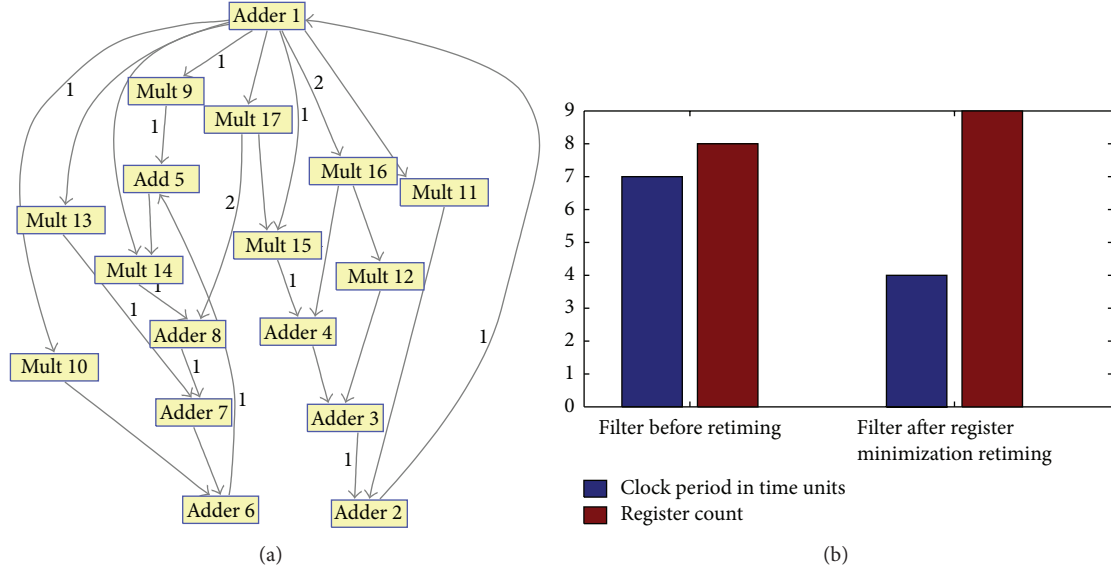 Adder 1
1
Mult 9
1
2
Mult 17
1
1
Mult 16
Add 5
Mult 11
2
Mult 13
Mult 15
Mult 14
1
Mult 12
1
1
Adder 8
Adder 4
1
Mult 10
1
1
Adder 7
Adder 3
1
Adder 6
Adder 2
(a)
9
8
7
6
5
4
3
2
1
0
Filter before retiming
Filter after register
minimization retiming
Clock period in time units
Register count
(b)